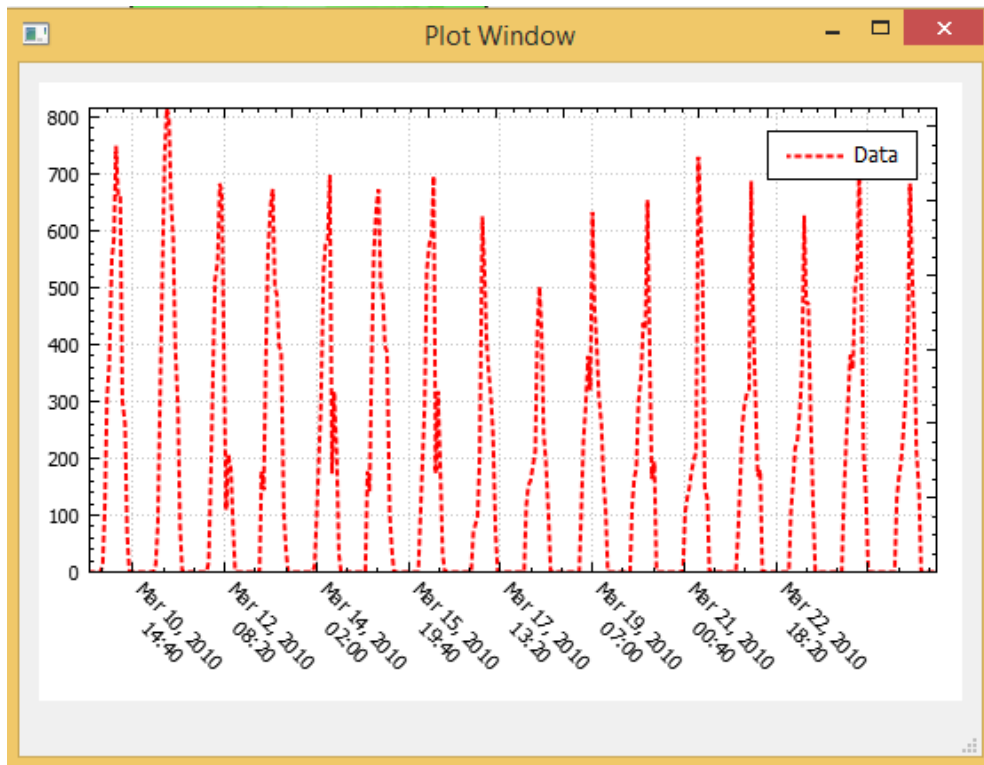 Plot Window
800
700
600
500
400
300
200
100
0
Data
Mar 10, 2010
14:40
Mar 12, 2010
08:20
Mar 14, 2010
02:00
Mar 15, 2010
19:40
Mar 17, 2010
13:20
Mar 19, 2010
07:00
Mar 21, 2010
00:40
Mar 22, 2010
18:20